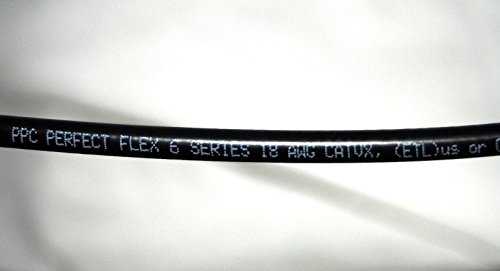 PPC PERFECT FLEX 6 SERIES 18 AWG CATVX, (ETL)us or